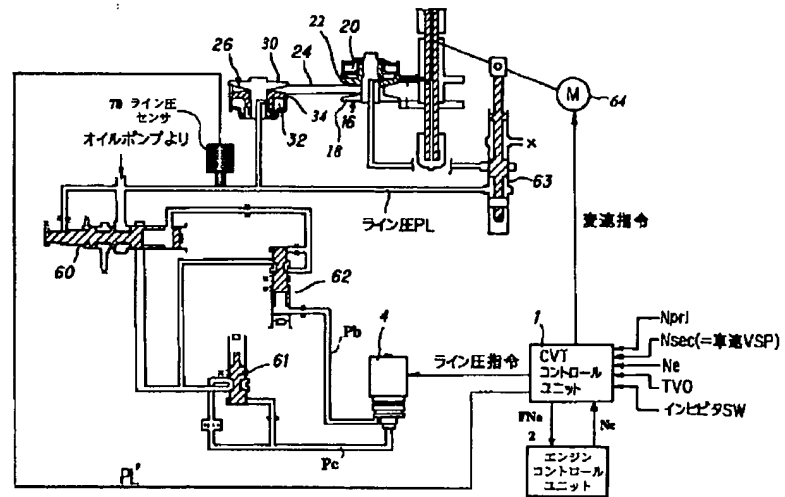 26
30
24
22
20
70 ライン圧
センサ
オイルポンプより
34
32
16
18
M
64
63
ライン圧PL
変速指令
60
62
Pb
4
ライン圧指令
1
CVT
コントロール
ユニット
Npri
Nsec(=車速VSP)
Ne
TVO
インヒビタSW
61
Pc
PL'
2
Ne
エンジン
コントロール
ユニット